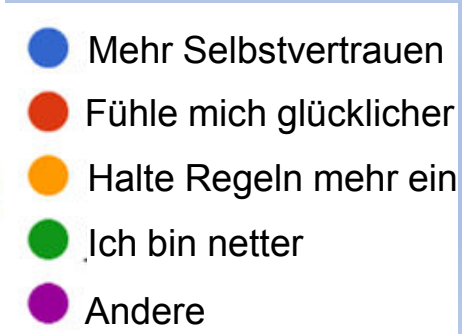 Mehr Selbstvertrauen
Fühle mich glücklicher
Halte Regeln mehr ein
Ich bin netter
Andere